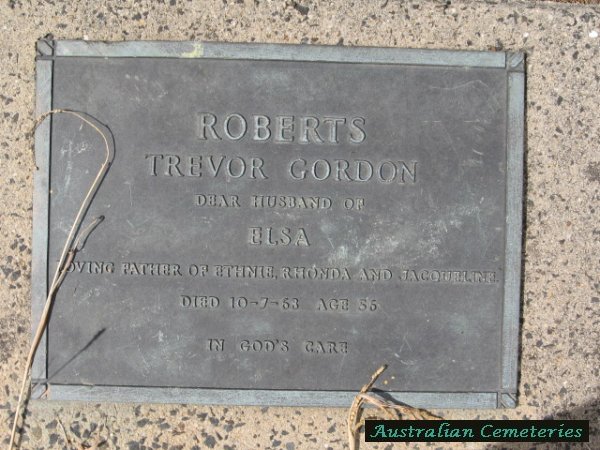 ROBERTS
TREVOR GORDON
DEAR HUSBAND OF
ELSA
LOVING FATHER OF ETHNIE, RHONDA AND JACQUELINE.
DIED 10-7-63 AGE 56
IN GOD'S CARE
Australian Cemeteries